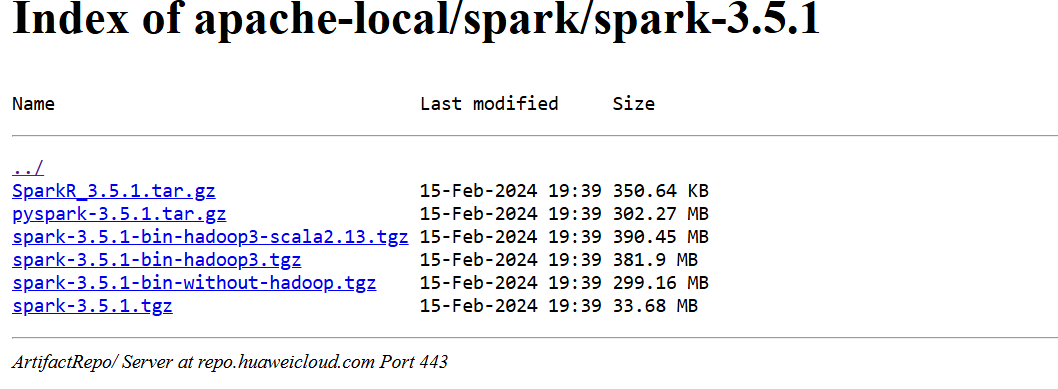 Index of apache-local/spark/spark-3.5.1
Name Last modified Size
../
SparkR_3.5.1.tar.gz 15-Feb-2024 19:39 350.64 KB
pyspark-3.5.1.tar.gz 15-Feb-2024 19:39 302.27 MB
spark-3.5.1-bin-hadoop3-scala2.13.tgz 15-Feb-2024 19:39 390.45 MB
spark-3.5.1-bin-hadoop3.tgz 15-Feb-2024 19:39 381.9 MB
spark-3.5.1-bin-without-hadoop.tgz 15-Feb-2024 19:39 299.16 MB
spark-3.5.1.tgz 15-Feb-2024 19:39 33.68 MB
ArtifactRepo/ Server at repo.huaweicloud.com Port 443